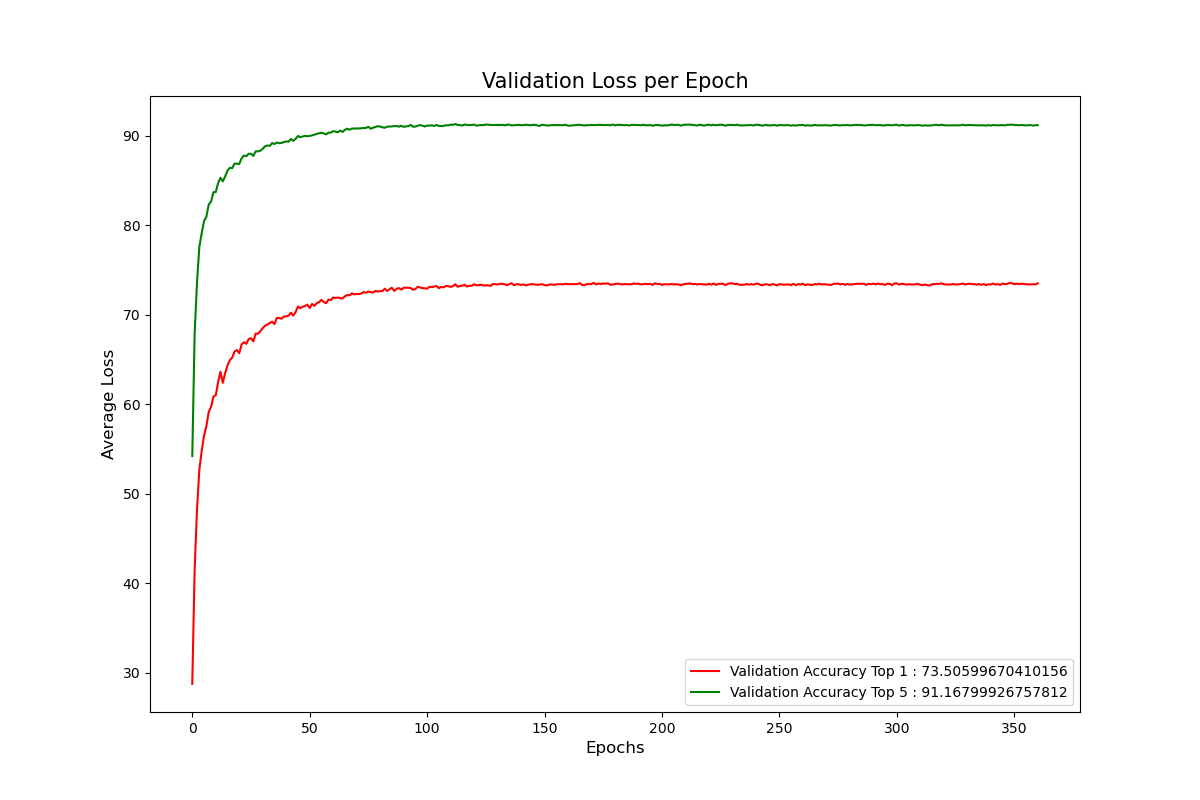 Validation Loss per Epoch
Average Loss
90
80
70
60
50
40
30
Validation Accuracy Top 1 : 73.50599670410156
Validation Accuracy Top 5 : 91.16799926757812
0 50 100 150 200 250 300 350
Epochs